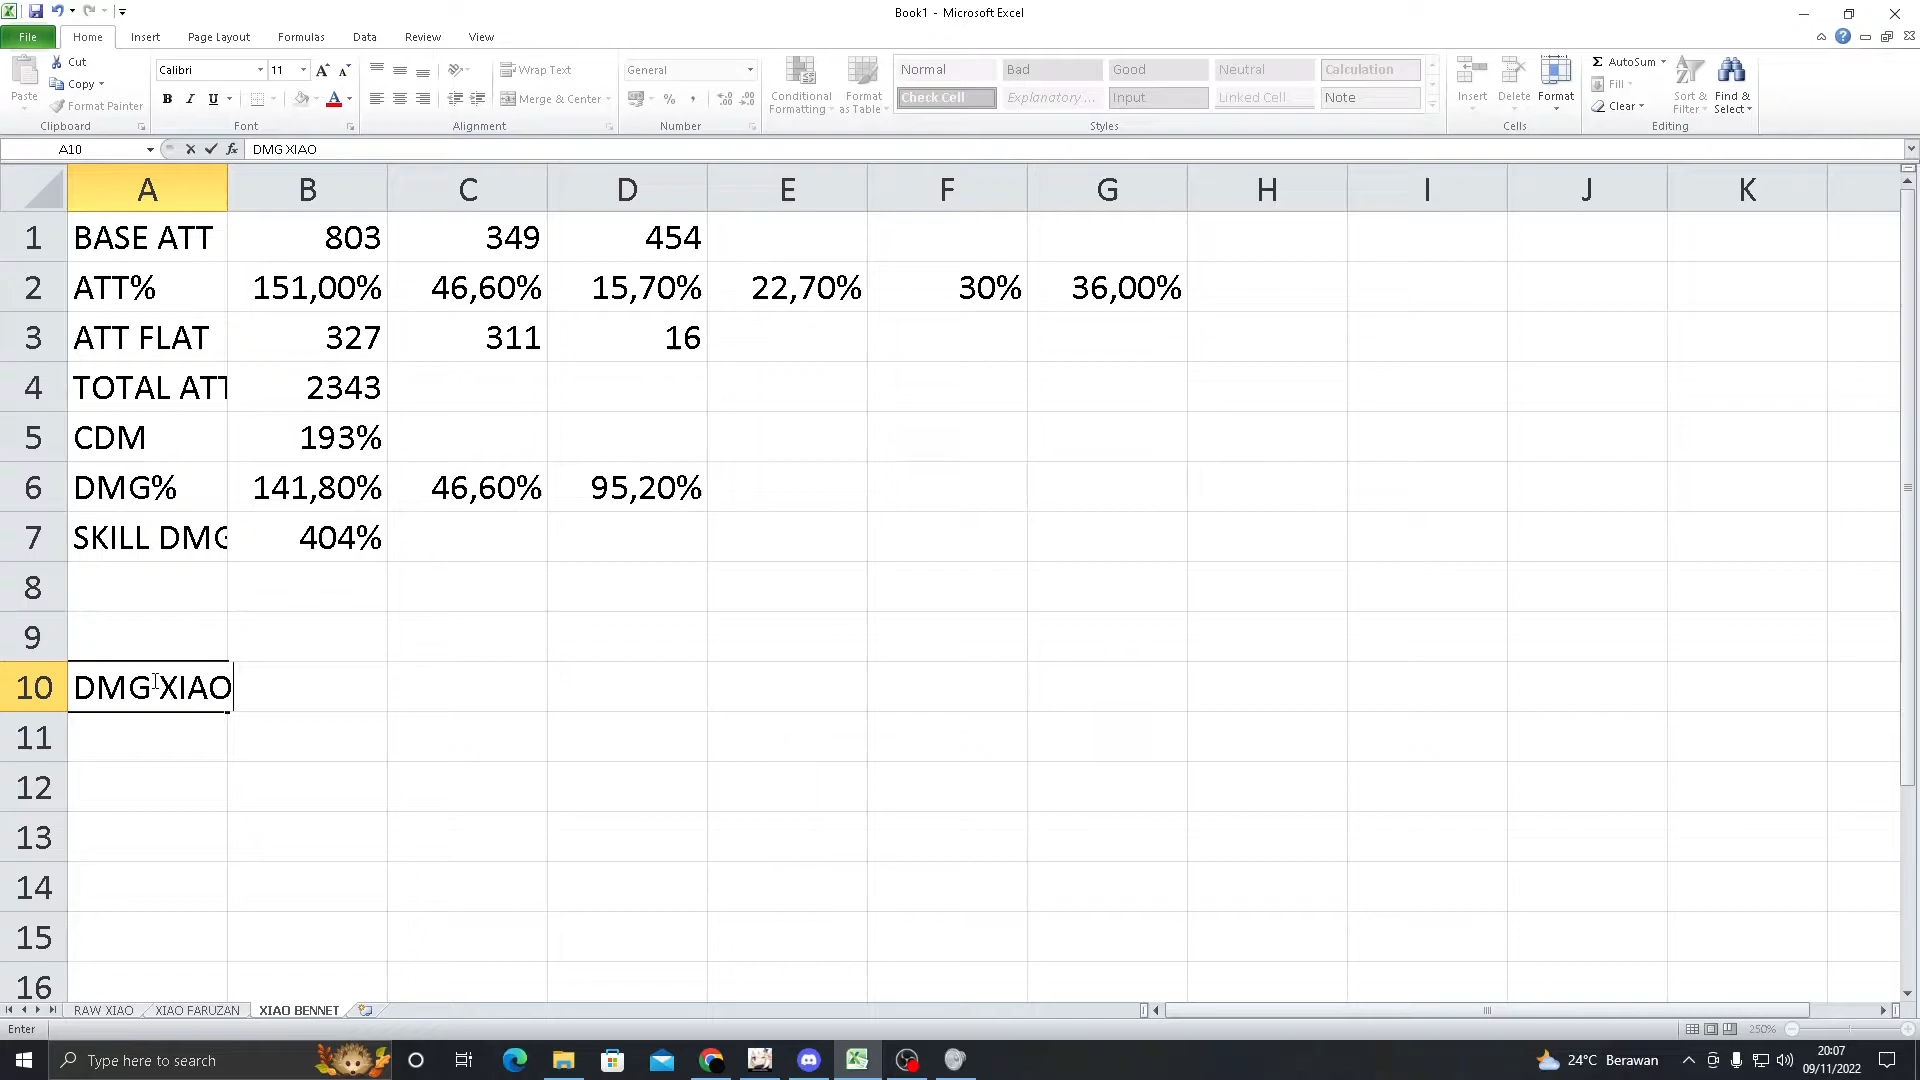 Book1 - Microsoft Excel
File Home Insert Page Layout Formulas Data Review View
Cut
Copy
Format Painter
Paste
Clipboard
Calibri 11
B I U
Font
Wrap Text
Merge & Center
Alignment
General
Number
Conditional Formatting
Format as Table
Normal Bad Good Neutral Calculation
Check Cell Explanatory ... Input Linked Cell Note
Styles
Insert Delete Format
Cells
AutoSum
Fill
Clear
Sort & Filter
Find & Select
Editing
A10 fx DMG XIAO
A B C D E F G H I J K
1 BASE ATT 803 349 454
2 ATT% 151,00% 46,60% 15,70% 22,70% 30% 36,00%
3 ATT FLAT 327 311 16
4 TOTAL ATT 2343
5 CDM 193%
6 DMG% 141,80% 46,60% 95,20%
7 SKILL DMG 404%
8
9
10 DMG XIAO
11
12
13
14
15
16
RAW XIAO XIAO FARUZAN XIAO BENNET
Enter 250%
Type here to search
24°C Berawan
20:07
09/11/2022